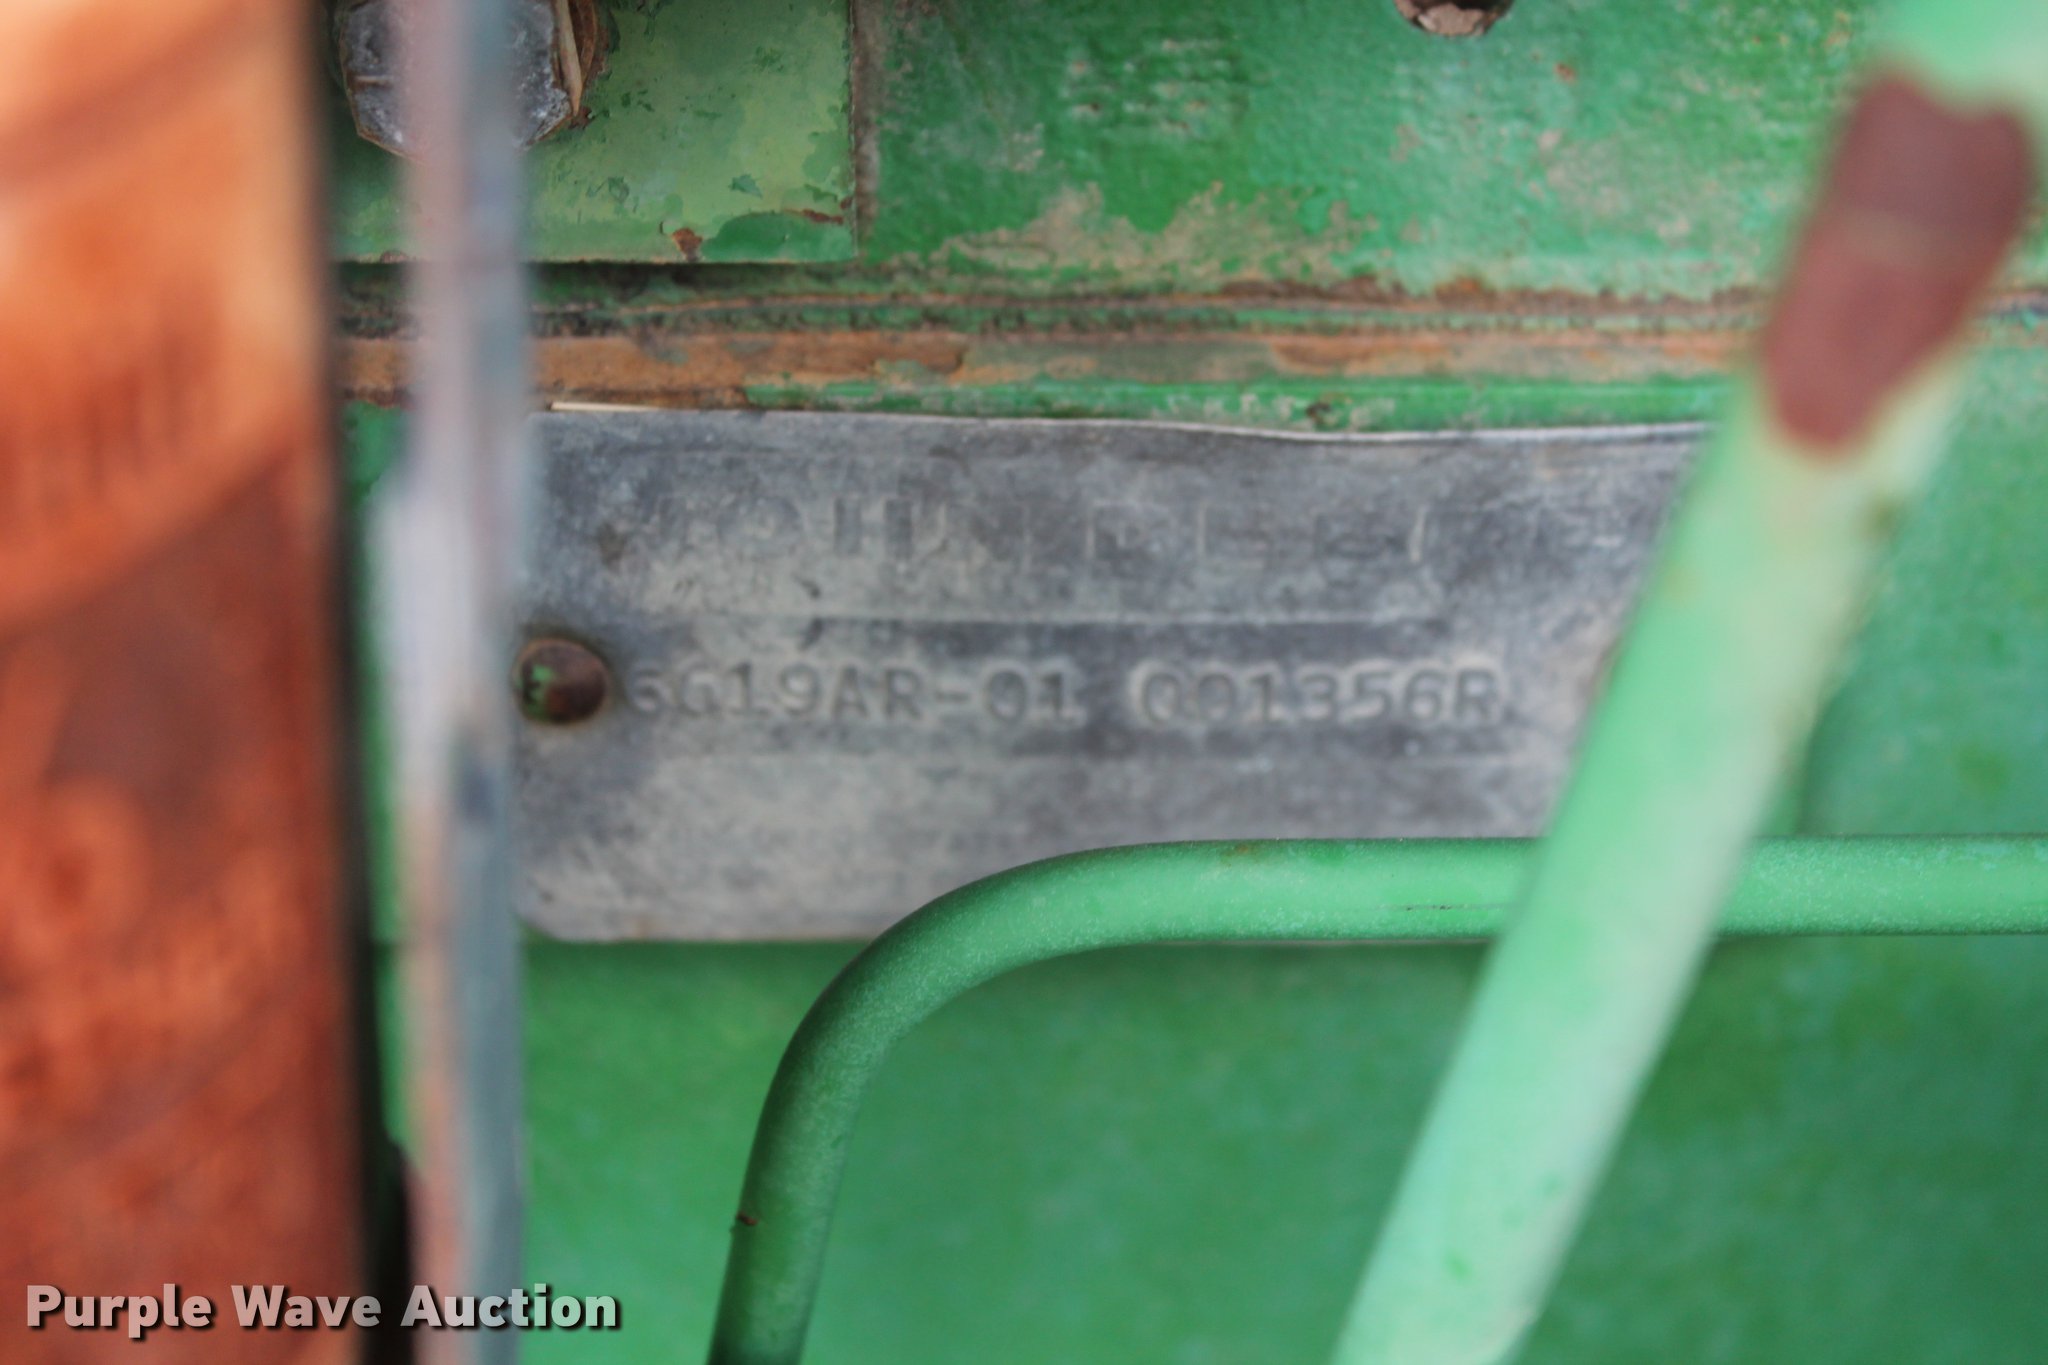 JOHN DEERE
6619AR-01 001356R
Purple Wave Auction